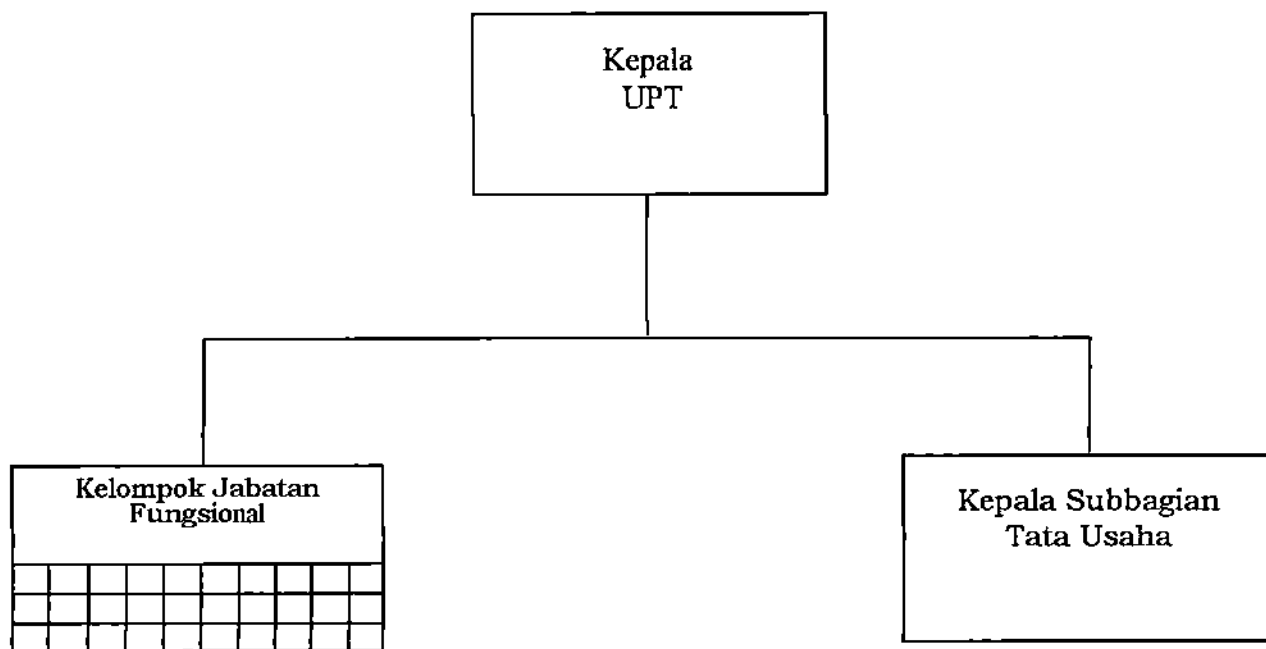 Kepala
UPT
Kelompok Jabatan
Fungsional
Kepala Subbagian
Tata Usaha